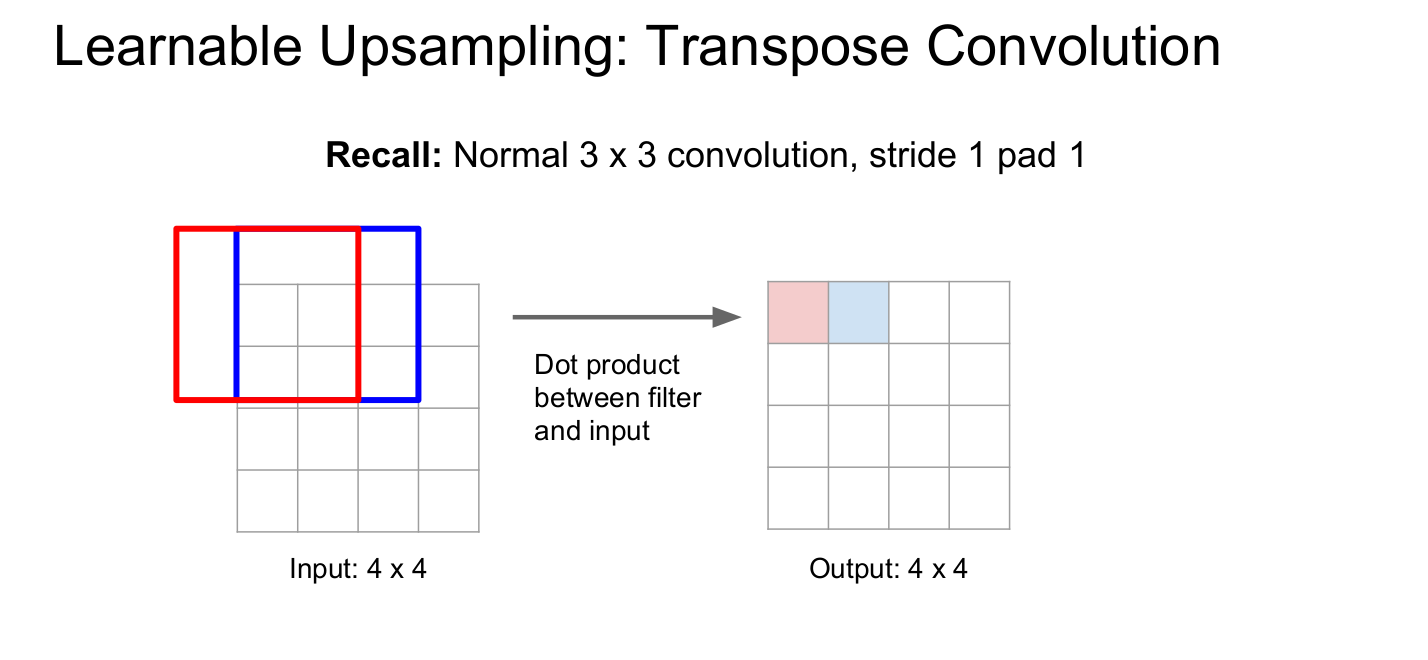 Learnable Upsampling: Transpose Convolution
Recall: Normal 3 x 3 convolution, stride 1 pad 1
Dot product
between filter
and input
Input: 4 x 4
Output: 4 x 4